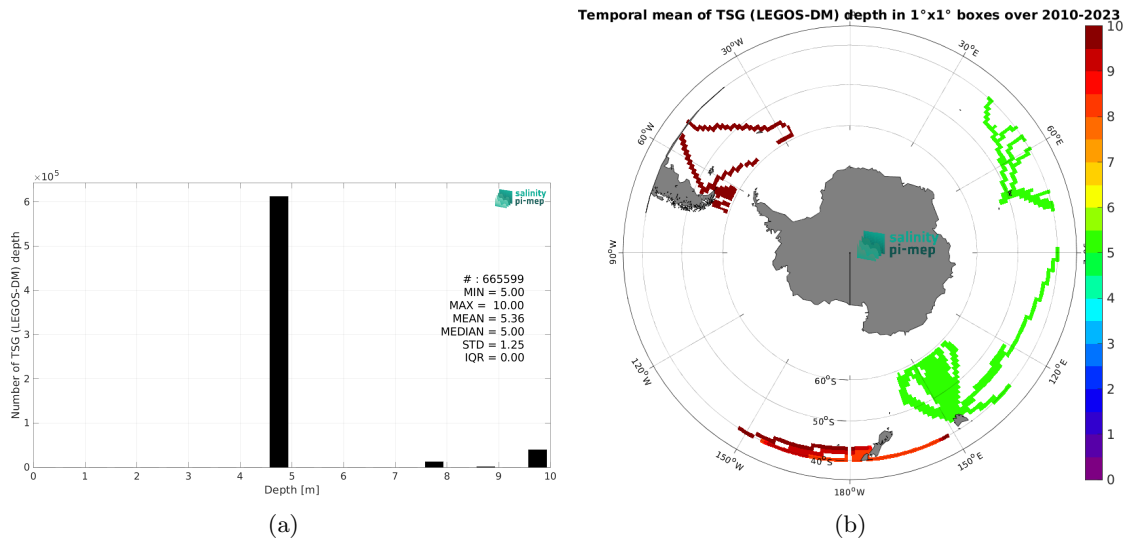 Temporal mean of TSG (LEGOS-DM) depth in 1°x1° boxes over 2010-2023
×10⁵
6
5
4
3
2
1
0
Number of TSG (LEGOS-DM) depth
salinity
pi-mep
# : 665599
MIN = 5.00
MAX = 10.00
MEAN = 5.36
MEDIAN = 5.00
STD = 1.25
IQR = 0.00
0 1 2 3 4 5 6 7 8 9 10
Depth [m]
(a)
30°W
30°E
60°W
60°E
90°W
120°W
120°E
150°W
150°E
180°W
60°S
50°S
40°S
salinity
pi-mep
10
9
8
7
6
5
4
3
2
1
0
(b)